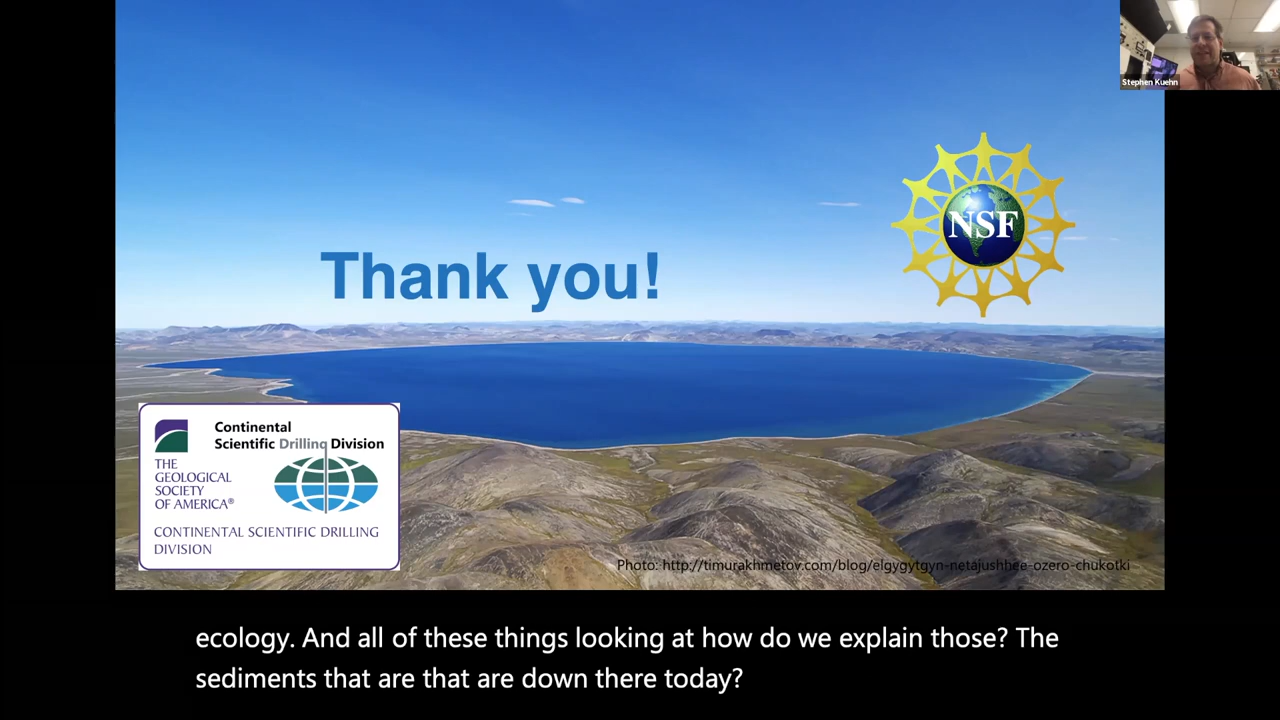 Stephen Kuehn
NSF
Thank you!
Continental
Scientific Drilling Division
THE
GEOLOGICAL
SOCIETY
OF AMERICA®
CONTINENTAL SCIENTIFIC DRILLING
DIVISION
Photo: http://timurakhmetov.com/blog/elgygytgyn-netajushhee-ozero-chukotki
ecology. And all of these things looking at how do we explain those? The
sediments that are that are down there today?